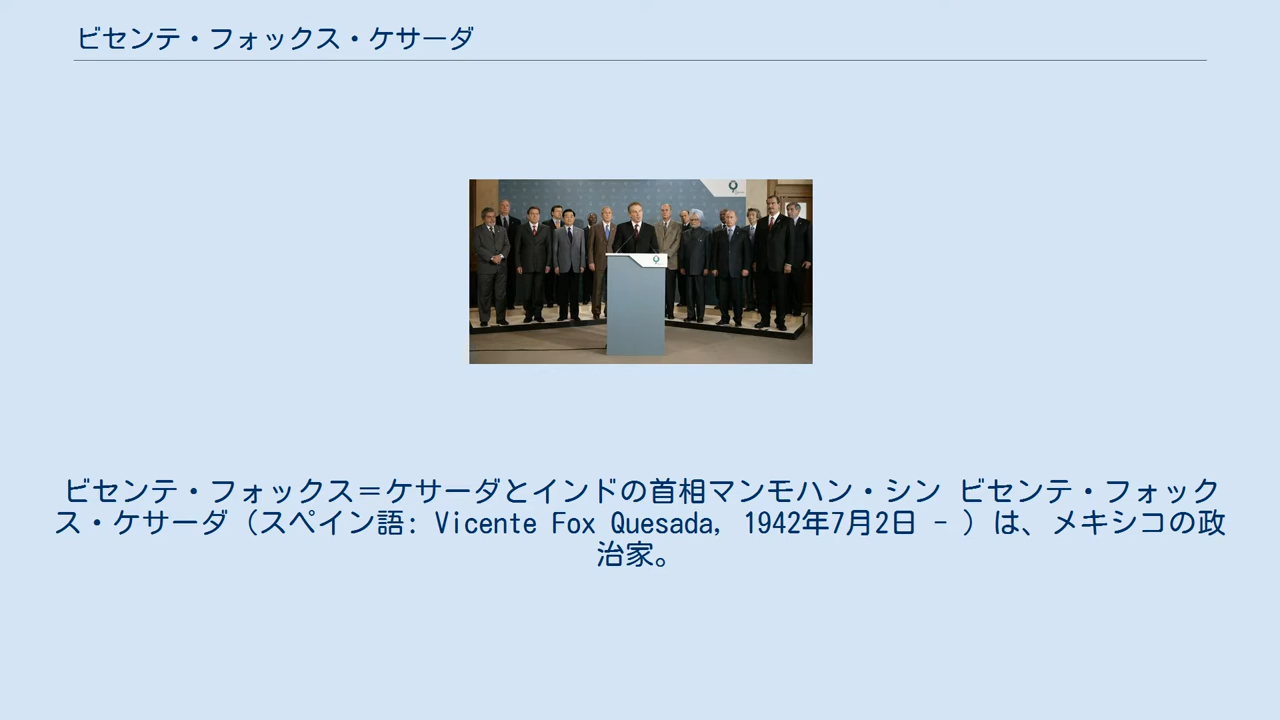 ビセンテ・フォックス・ケサーダ
ビセンテ・フォックス＝ケサーダとインドの首相マンモハン・シン ビセンテ・フォック
ス・ケサーダ（スペイン語: Vicente Fox Quesada, 1942年7月2日 - ）は、メキシコの政
治家。